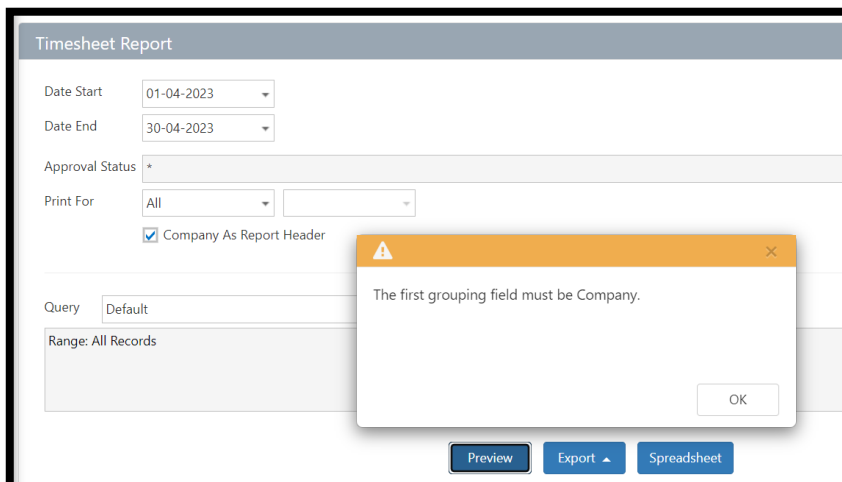 Timesheet Report
Date Start 01-04-2023
Date End 30-04-2023
Approval Status *
Print For All
Company As Report Header
The first grouping field must be Company.
Query Default
Range: All Records
OK
Preview Export Spreadsheet